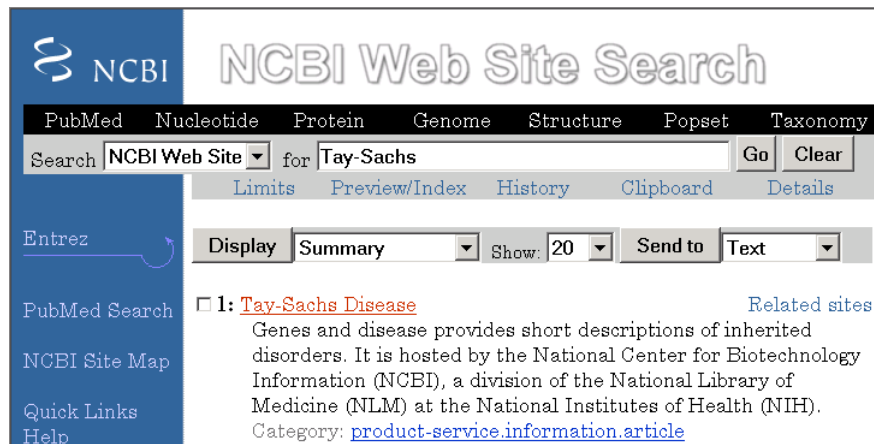 NCBI
NCBI Web Site Search
PubMed Nucleotide Protein Genome Structure Popset Taxonomy
Search NCBI Web Site for Tay-Sachs Go Clear
Limits Preview/Index History Clipboard Details
Entrez
Display Summary Show: 20 Send to Text
PubMed Search
NCBI Site Map
Quick Links
Help
1: Tay-Sachs Disease Related sites
Genes and disease provides short descriptions of inherited
disorders. It is hosted by the National Center for Biotechnology
Information (NCBI), a division of the National Library of
Medicine (NLM) at the National Institutes of Health (NIH).
Category: product-service.information.article